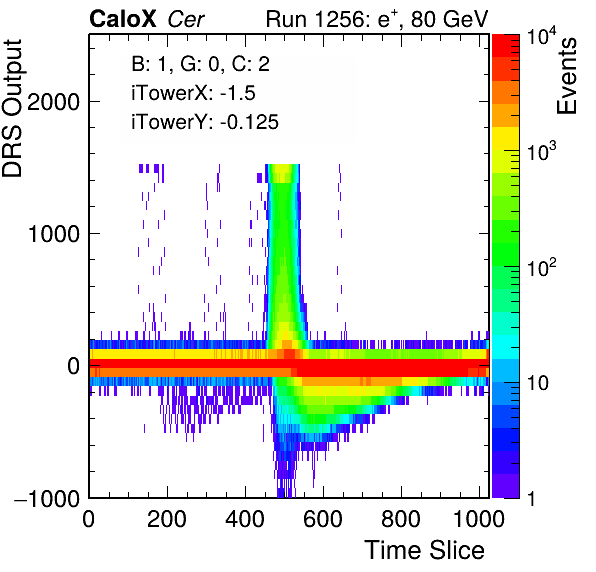 CaloX Cer Run 1256: e⁺, 80 GeV
B: 1, G: 0, C: 2
iTowerX: -1.5
iTowerY: -0.125
DRS Output
2000
1000
0
−1000
0 200 400 600 800 1000
Time Slice
Events
10⁴
10³
10²
10
1